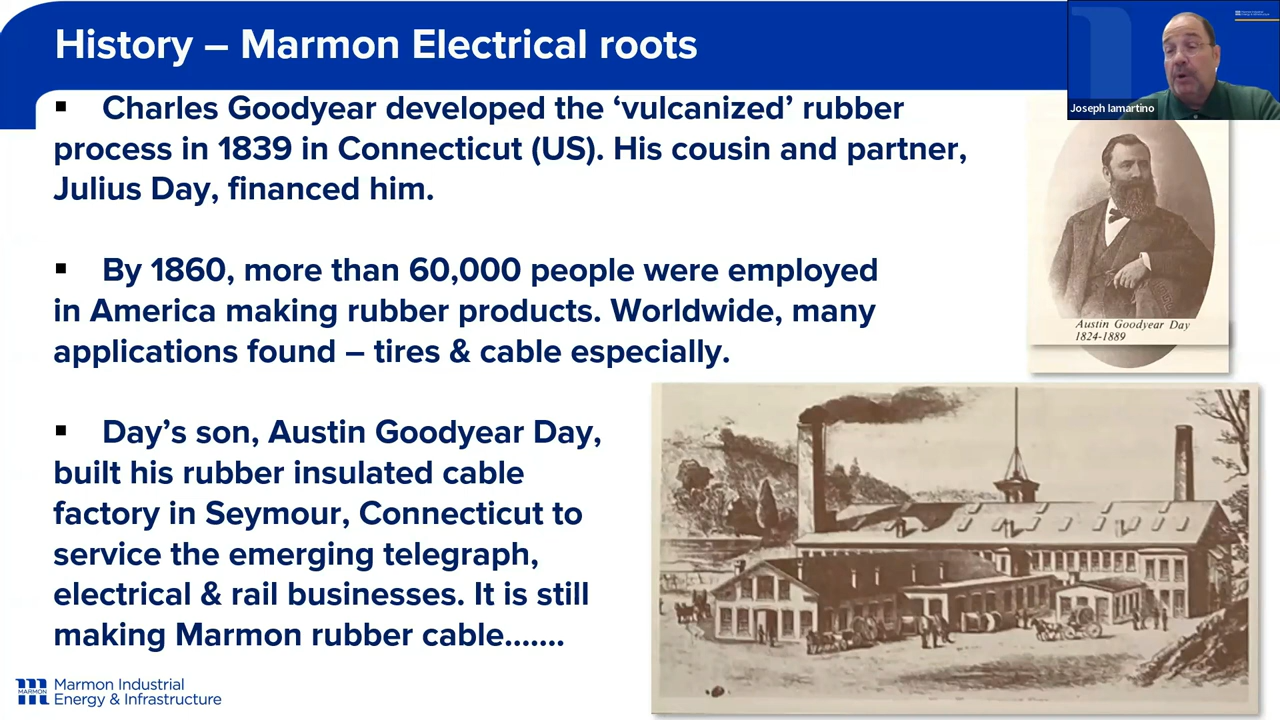 History – Marmon Electrical roots
Joseph Iamartino
▪ Charles Goodyear developed the ‘vulcanized’ rubber
process in 1839 in Connecticut (US). His cousin and partner,
Julius Day, financed him.
▪ By 1860, more than 60,000 people were employed
in America making rubber products. Worldwide, many
applications found – tires & cable especially.
Austin Goodyear Day
1824-1889
▪ Day’s son, Austin Goodyear Day,
built his rubber insulated cable
factory in Seymour, Connecticut to
service the emerging telegraph,
electrical & rail businesses. It is still
making Marmon rubber cable.......
MARMON
Marmon Industrial
Energy & Infrastructure